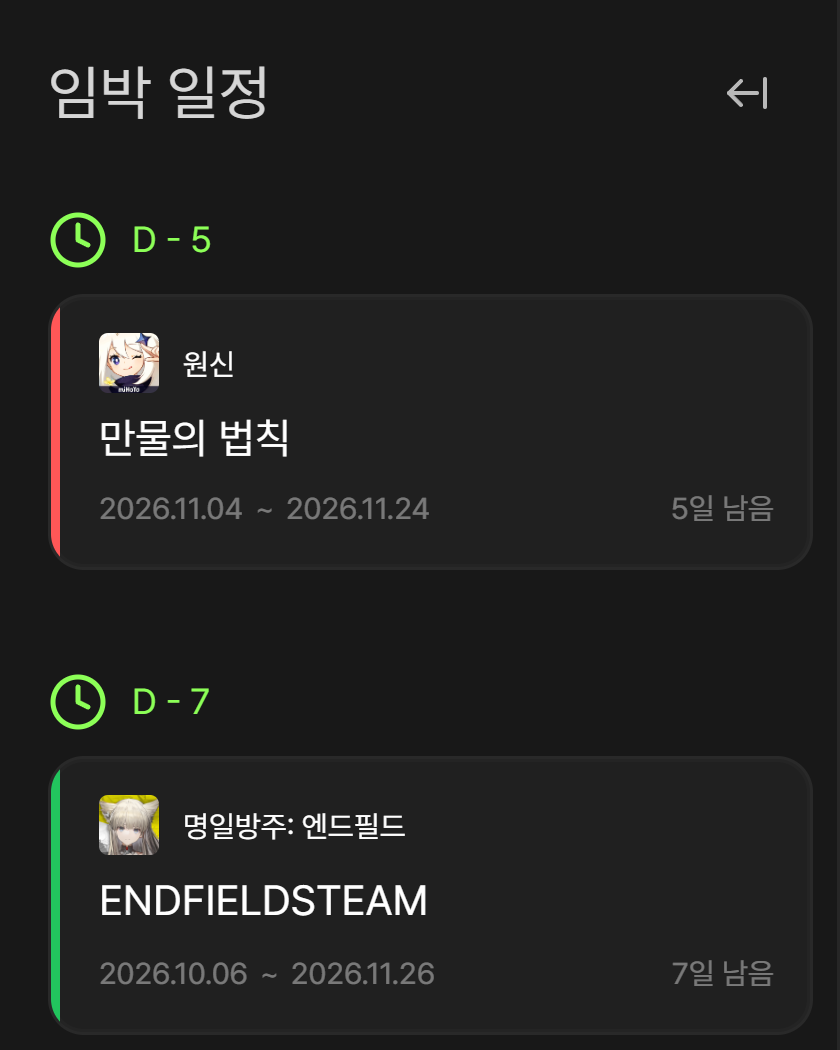 임박 일정
D - 5
miHoYo
원신
만물의 법칙
2026.11.04 ~ 2026.11.24 5일 남음
D - 7
명일방주: 엔드필드
ENDFIELDSTEAM
2026.10.06 ~ 2026.11.26 7일 남음